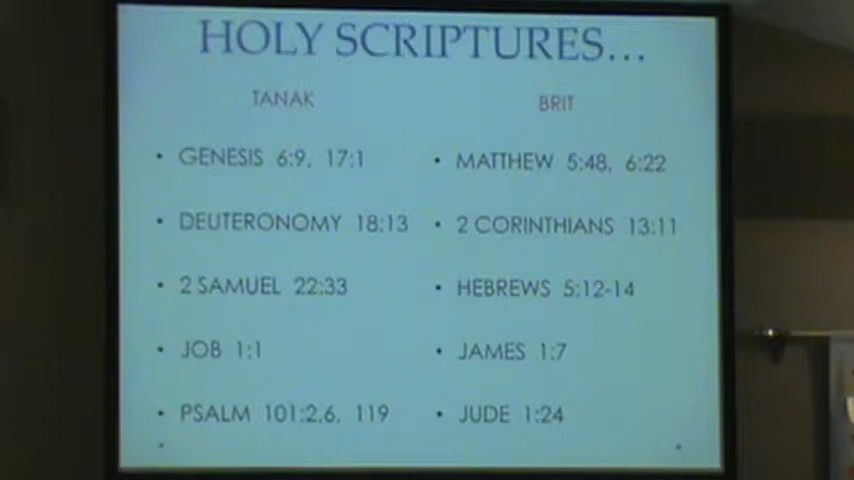 HOLY SCRIPTURES...
TANAK
• GENESIS 6:9, 17:1
• DEUTERONOMY 18:13
• 2 SAMUEL 22:33
• JOB 1:1
• PSALM 101:2,6, 119
BRIT
• MATTHEW 5:48, 6:22
• 2 CORINTHIANS 13:11
• HEBREWS 5:12-14
• JAMES 1:7
• JUDE 1:24